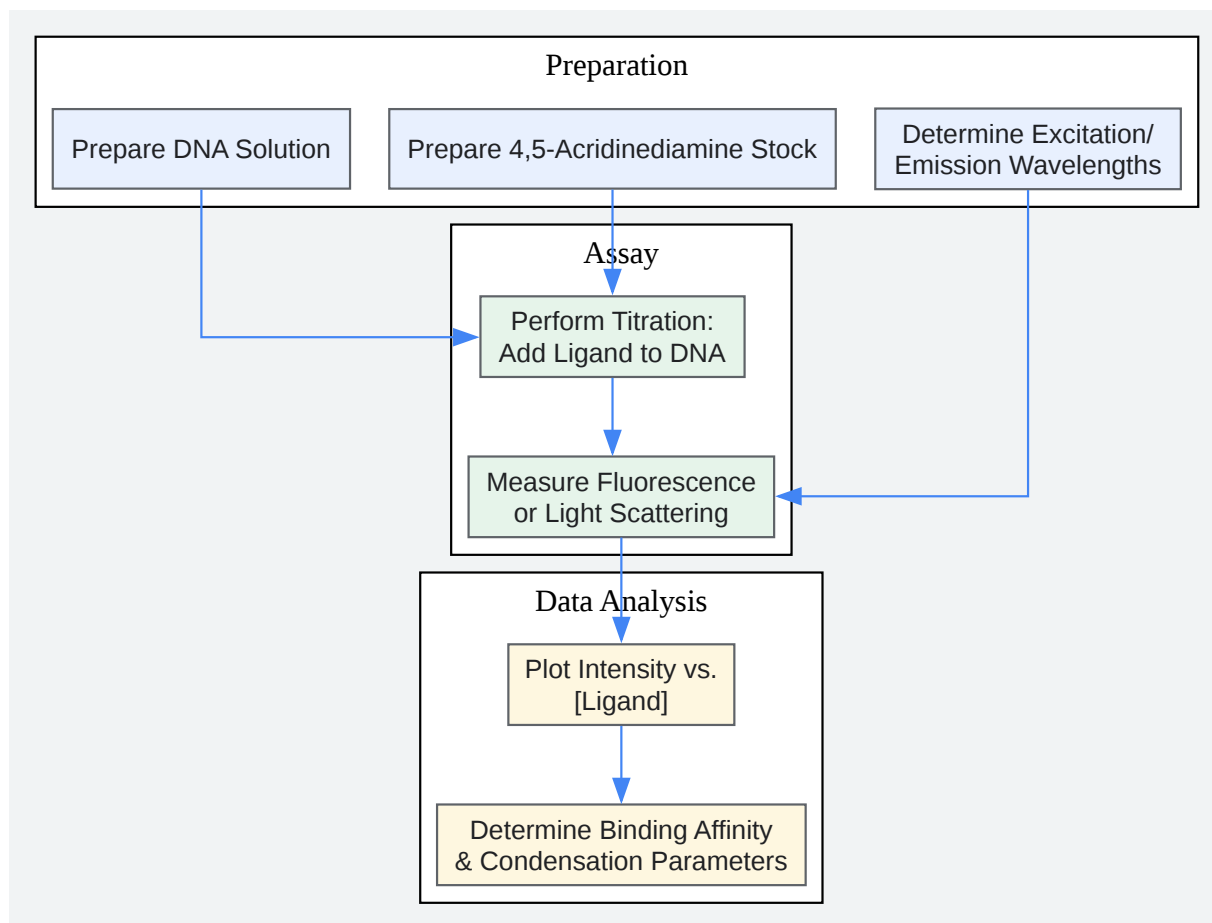 Preparation
Prepare DNA Solution
Prepare 4,5-Acridinediamine Stock
Determine Excitation/
Emission Wavelengths
Assay
Perform Titration:
Add Ligand to DNA
Measure Fluorescence
or Light Scattering
Data Analysis
Plot Intensity vs.
[Ligand]
Determine Binding Affinity
& Condensation Parameters